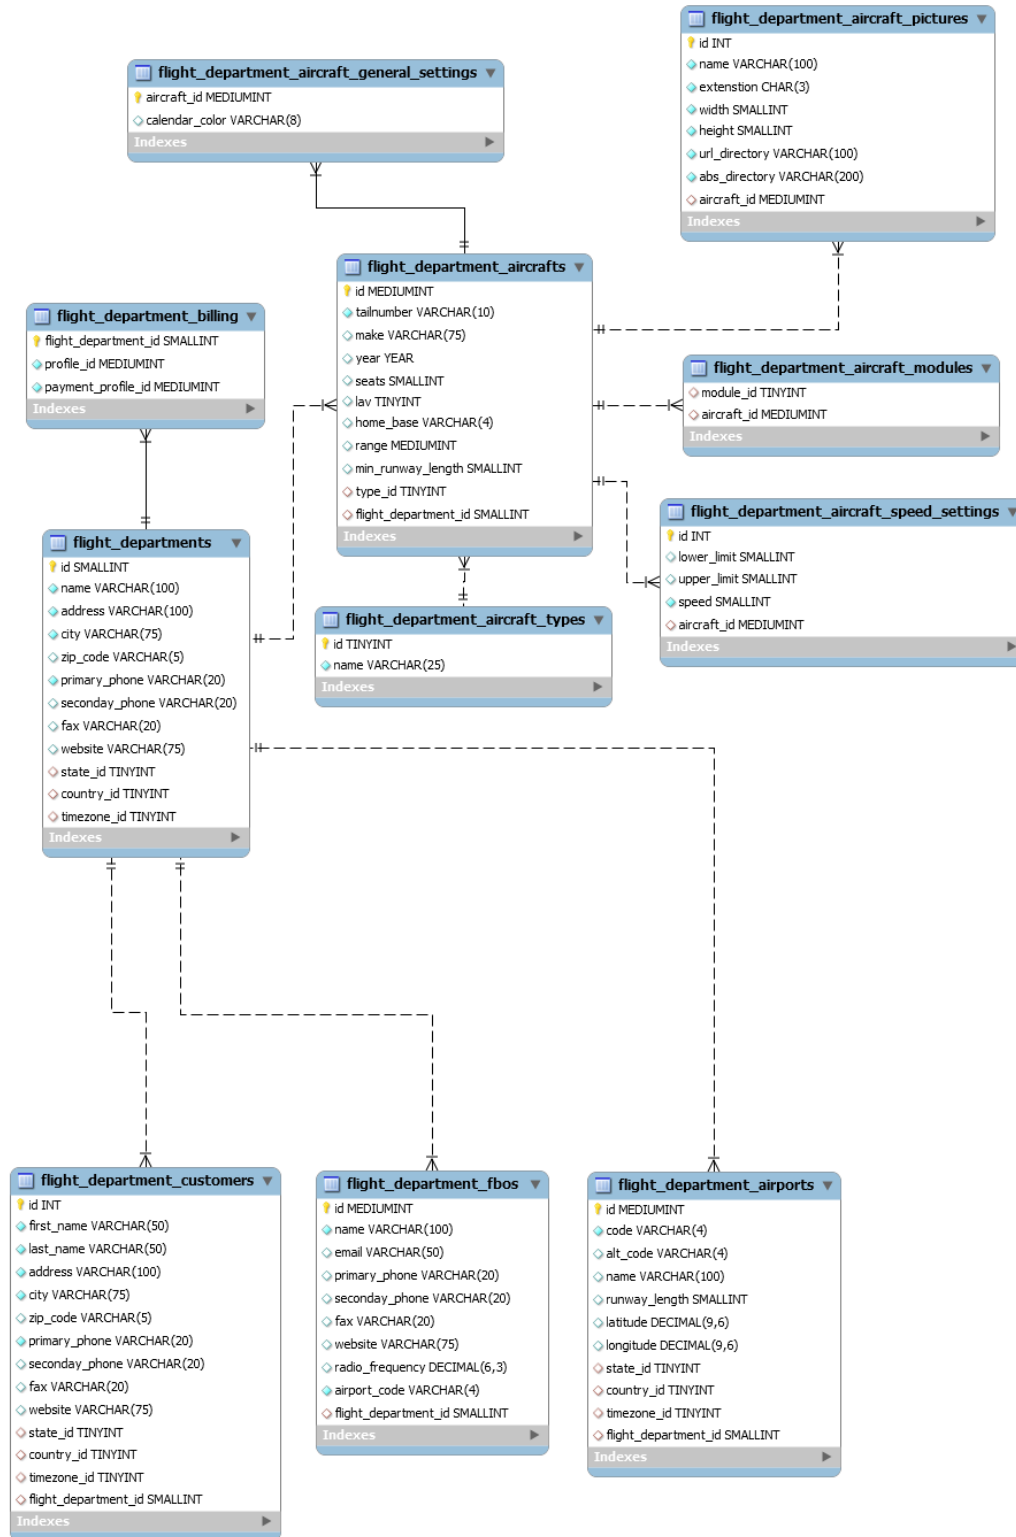 flight_department_aircraft_pictures
id INT
name VARCHAR(100)
extenstion CHAR(3)
width SMALLINT
height SMALLINT
url_directory VARCHAR(100)
abs_directory VARCHAR(200)
aircraft_id MEDIUMINT
Indexes
flight_department_aircraft_general_settings
aircraft_id MEDIUMINT
calendar_color VARCHAR(8)
Indexes
flight_department_aircrafts
id MEDIUMINT
tailnumber VARCHAR(10)
make VARCHAR(75)
year YEAR
seats SMALLINT
lav TINYINT
home_base VARCHAR(4)
range MEDIUMINT
min_runway_length SMALLINT
type_id TINYINT
flight_department_id SMALLINT
Indexes
flight_department_billing
flight_department_id SMALLINT
profile_id MEDIUMINT
payment_profile_id MEDIUMINT
Indexes
flight_department_aircraft_modules
module_id TINYINT
aircraft_id MEDIUMINT
Indexes
flight_department_aircraft_speed_settings
id INT
lower_limit SMALLINT
upper_limit SMALLINT
speed SMALLINT
aircraft_id MEDIUMINT
Indexes
flight_departments
id SMALLINT
name VARCHAR(100)
address VARCHAR(100)
city VARCHAR(75)
zip_code VARCHAR(5)
primary_phone VARCHAR(20)
seconday_phone VARCHAR(20)
fax VARCHAR(20)
website VARCHAR(75)
state_id TINYINT
country_id TINYINT
timezone_id TINYINT
Indexes
flight_department_aircraft_types
id TINYINT
name VARCHAR(25)
Indexes
flight_department_customers
id INT
first_name VARCHAR(50)
last_name VARCHAR(50)
address VARCHAR(100)
city VARCHAR(75)
zip_code VARCHAR(5)
primary_phone VARCHAR(20)
seconday_phone VARCHAR(20)
fax VARCHAR(20)
website VARCHAR(75)
state_id TINYINT
country_id TINYINT
timezone_id TINYINT
flight_department_id SMALLINT
Indexes
flight_department_fbos
id MEDIUMINT
name VARCHAR(100)
email VARCHAR(50)
primary_phone VARCHAR(20)
seconday_phone VARCHAR(20)
fax VARCHAR(20)
website VARCHAR(75)
radio_frequency DECIMAL(6,3)
airport_code VARCHAR(4)
flight_department_id SMALLINT
Indexes
flight_department_airports
id MEDIUMINT
code VARCHAR(4)
alt_code VARCHAR(4)
name VARCHAR(100)
runway_length SMALLINT
latitude DECIMAL(9,6)
longitude DECIMAL(9,6)
state_id TINYINT
country_id TINYINT
timezone_id TINYINT
flight_department_id SMALLINT
Indexes